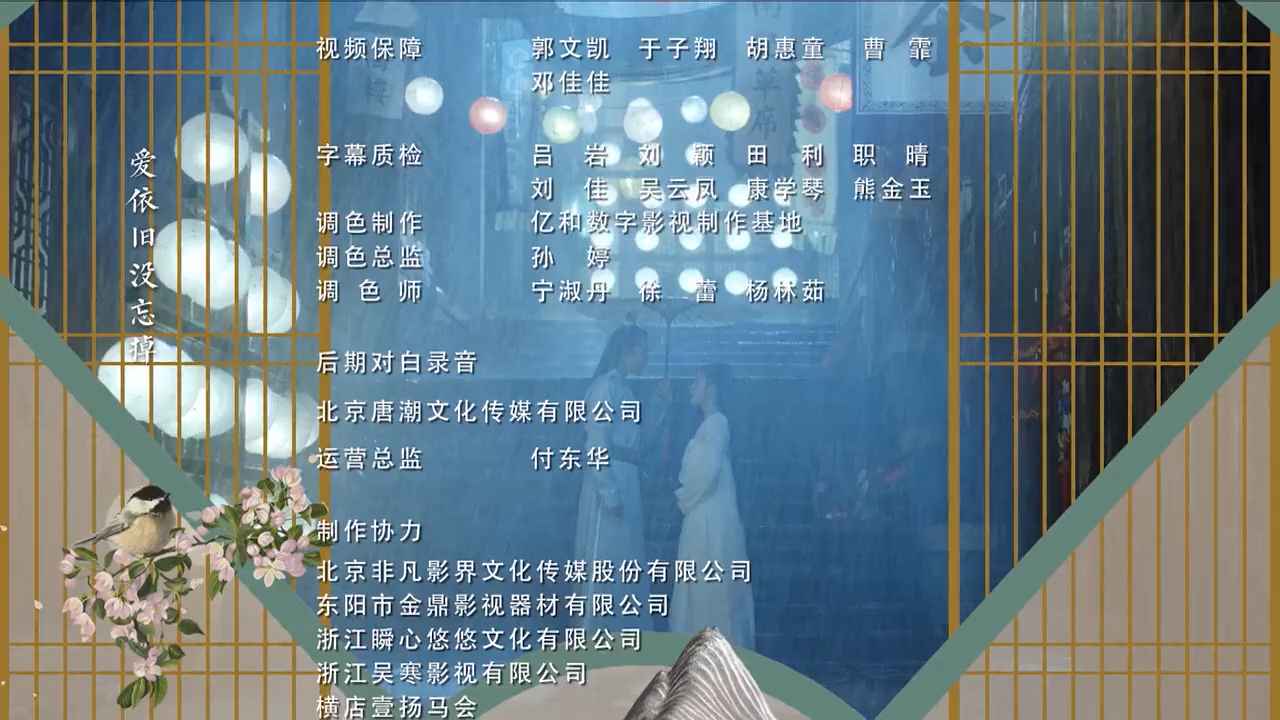 视频保障 郭文凯 于子翔 胡惠童 曹霏
邓佳佳
字幕质检 吕岩 刘颖 田利 职晴
刘佳 吴云凤 康学琴 熊金玉
调色制作 亿和数字影视制作基地
调色总监 孙婷
调色师 宁淑丹 徐蕾 杨林茹
后期对白录音
北京唐潮文化传媒有限公司
运营总监 付东华
制作协力
北京非凡影界文化传媒股份有限公司
东阳市金鼎影视器材有限公司
浙江瞬心悠悠文化有限公司
浙江吴寒影视有限公司
横店壹扬马会
爱依旧没忘掉